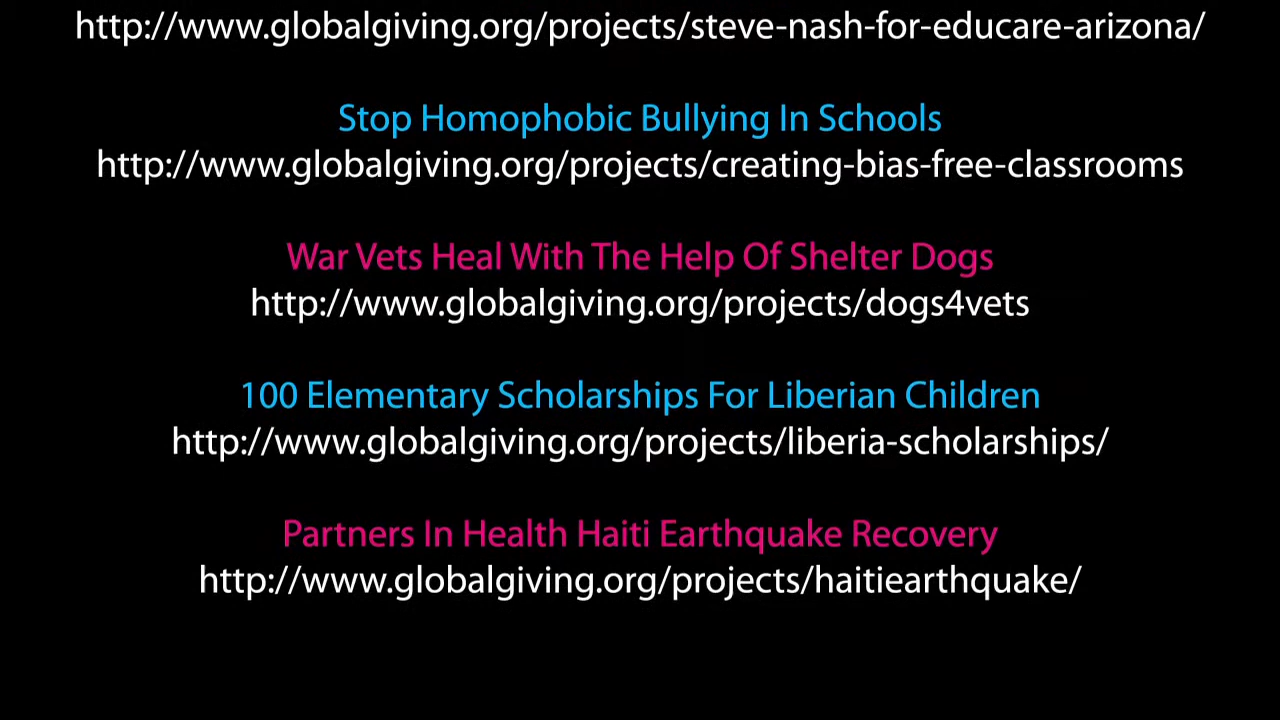 http://www.globalgiving.org/projects/steve-nash-for-educare-arizona/
Stop Homophobic Bullying In Schools
http://www.globalgiving.org/projects/creating-bias-free-classrooms
War Vets Heal With The Help Of Shelter Dogs
http://www.globalgiving.org/projects/dogs4vets
100 Elementary Scholarships For Liberian Children
http://www.globalgiving.org/projects/liberia-scholarships/
Partners In Health Haiti Earthquake Recovery
http://www.globalgiving.org/projects/haitiearthquake/